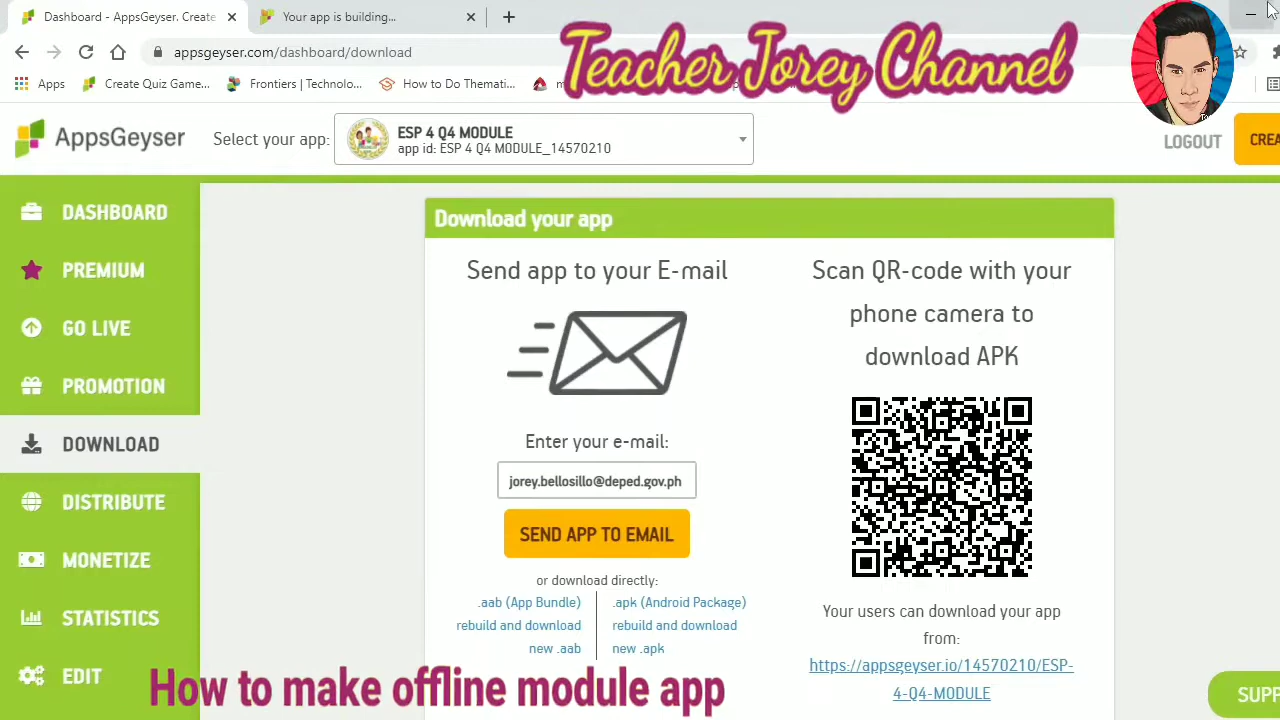 Dashboard - AppsGeyser. Create
Your app is building...
Teacher Jorey Channel
appsgeyser.com/dashboard/download
Apps
Create Quiz Game...
Frontiers | Technolo...
How to Do Themati...
AppsGeyser
Select your app:
ESP 4 Q4 MODULE
app id: ESP 4 Q4 MODULE_14570210
LOGOUT
CREA
DASHBOARD
PREMIUM
GO LIVE
PROMOTION
DOWNLOAD
DISTRIBUTE
MONETIZE
STATISTICS
EDIT
Download your app
Send app to your E-mail
Enter your e-mail:
jorey.bellosillo@deped.gov.ph
SEND APP TO EMAIL
or download directly:
.aab (App Bundle)
rebuild and download
new .aab
.apk (Android Package)
rebuild and download
new .apk
Scan QR-code with your
phone camera to
download APK
Your users can download your app
from:
https://appsgeyser.io/14570210/ESP-
4-Q4-MODULE
SUPP
How to make offline module app